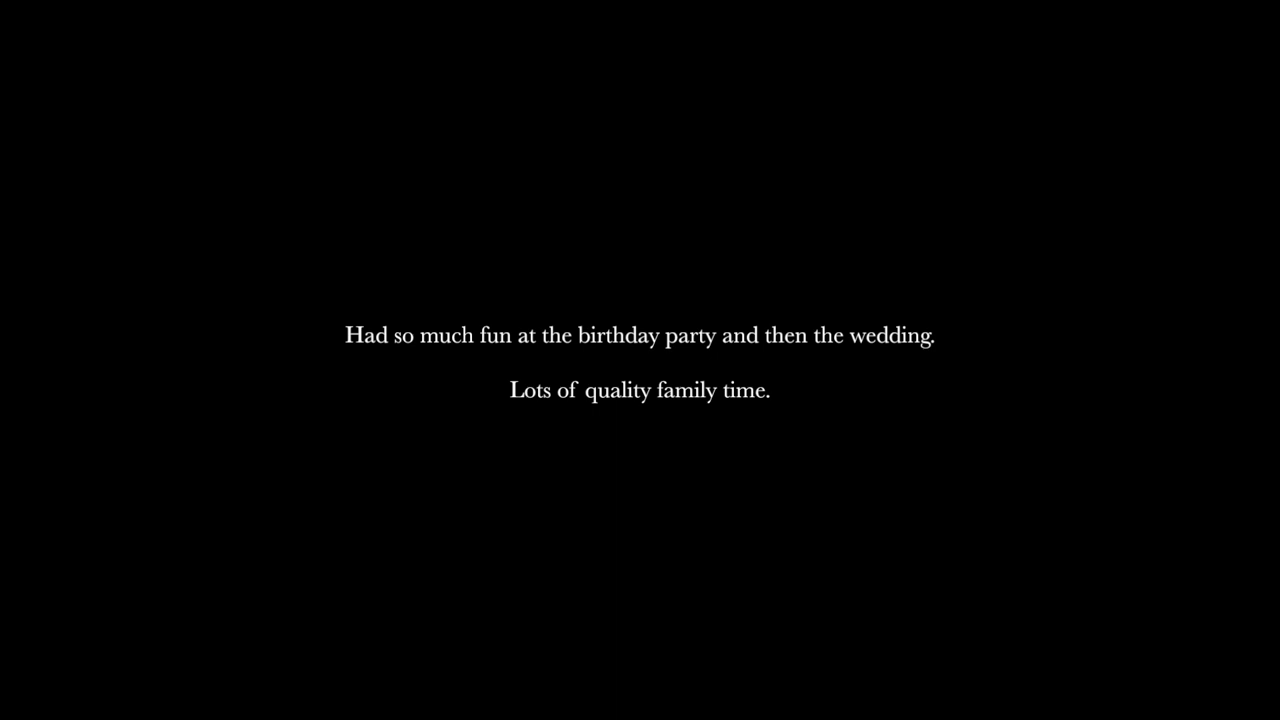 Had so much fun at the birthday party and then the wedding.
Lots of quality family time.